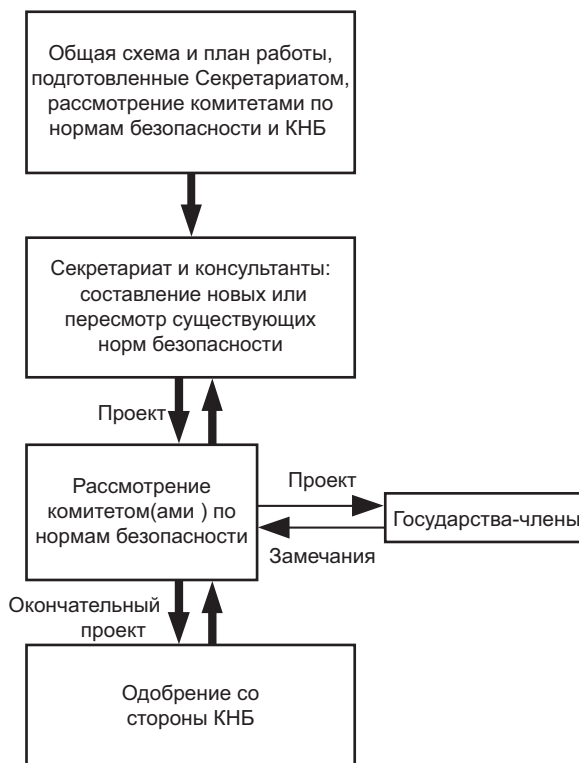 Общая схема и план работы,
подготовленные Секретариатом,
рассмотрение комитетами по
нормам безопасности и КНБ
Секретариат и консультанты:
составление новых или
пересмотр существующих
норм безопасности
Проект
Рассмотрение
комитетом(ами ) по
нормам безопасности
Проект
Государства-члены
Замечания
Окончательный
проект
Одобрение со
стороны КНБ